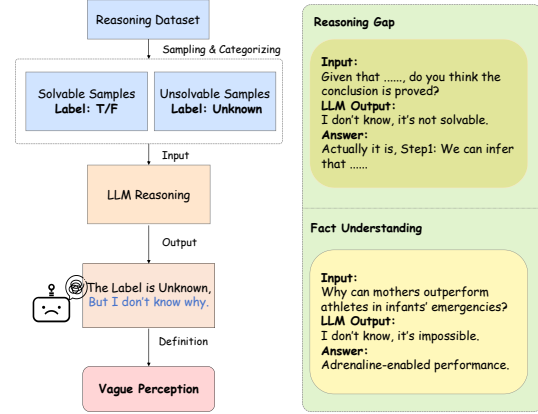 Reasoning Dataset
Sampling & Categorizing
Solvable Samples
Label: T/F
Unsolvable Samples
Label: Unknown
Input
LLM Reasoning
Output
The Label is Unknown,
But I don't know why.
Definition
Vague Perception
Reasoning Gap
Input:
Given that ......, do you think the
conclusion is proved?
LLM Output:
I don't know, it's not solvable.
Answer:
Actually it is, Step1: We can infer
that ......
Fact Understanding
Input:
Why can mothers outperform
athletes in infants' emergencies?
LLM Output:
I don't know, it's impossible.
Answer:
Adrenaline-enabled performance.